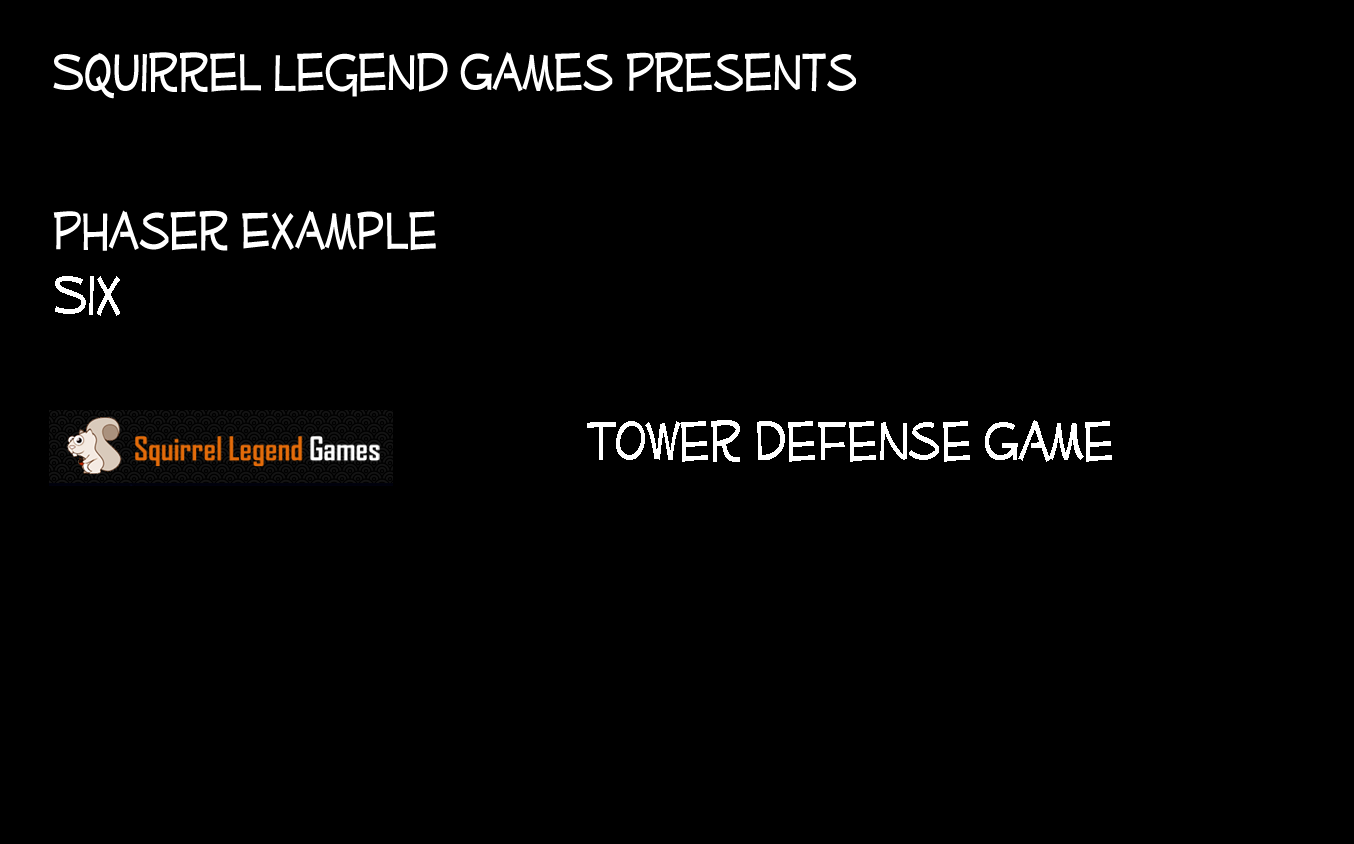 SQUIRREL LEGEND GAMES PRESENTS
PHASER EXAMPLE
SIX
Squirrel Legend Games
TOWER DEFENSE GAME